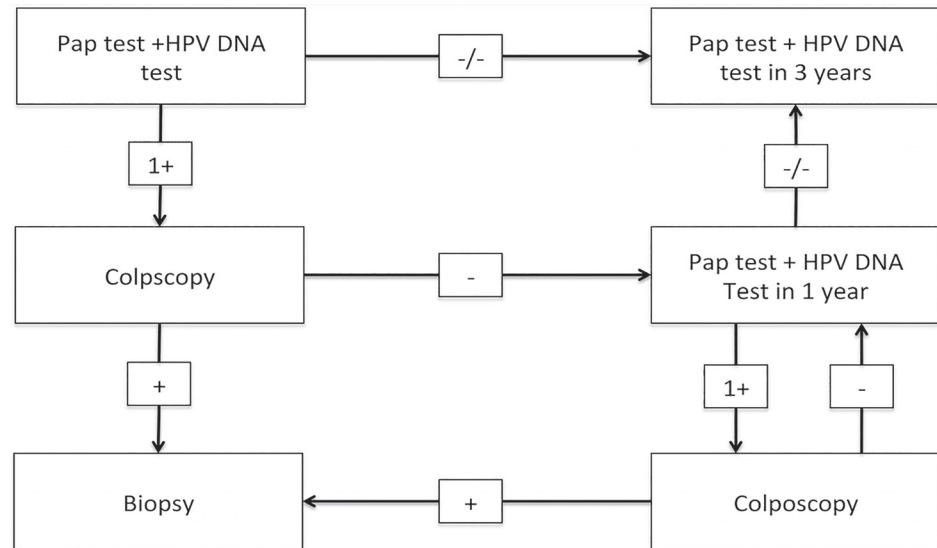 Pap test +HPV DNA
test
-/-
Pap test + HPV DNA
test in 3 years
1+
-/-
Colpscopy
-
Pap test + HPV DNA
Test in 1 year
+
1+
-
Biopsy
+
Colposcopy